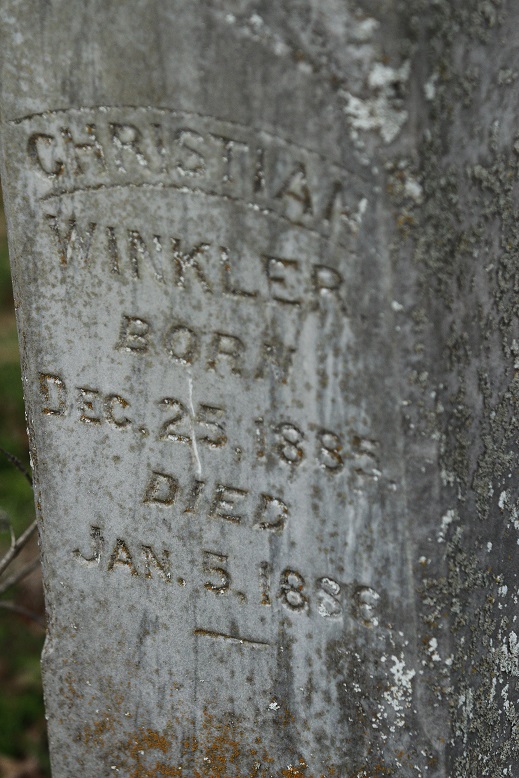 CHRISTIAN
WINKLER
BORN
DEC. 25, 1885.
DIED
JAN. 5, 1886